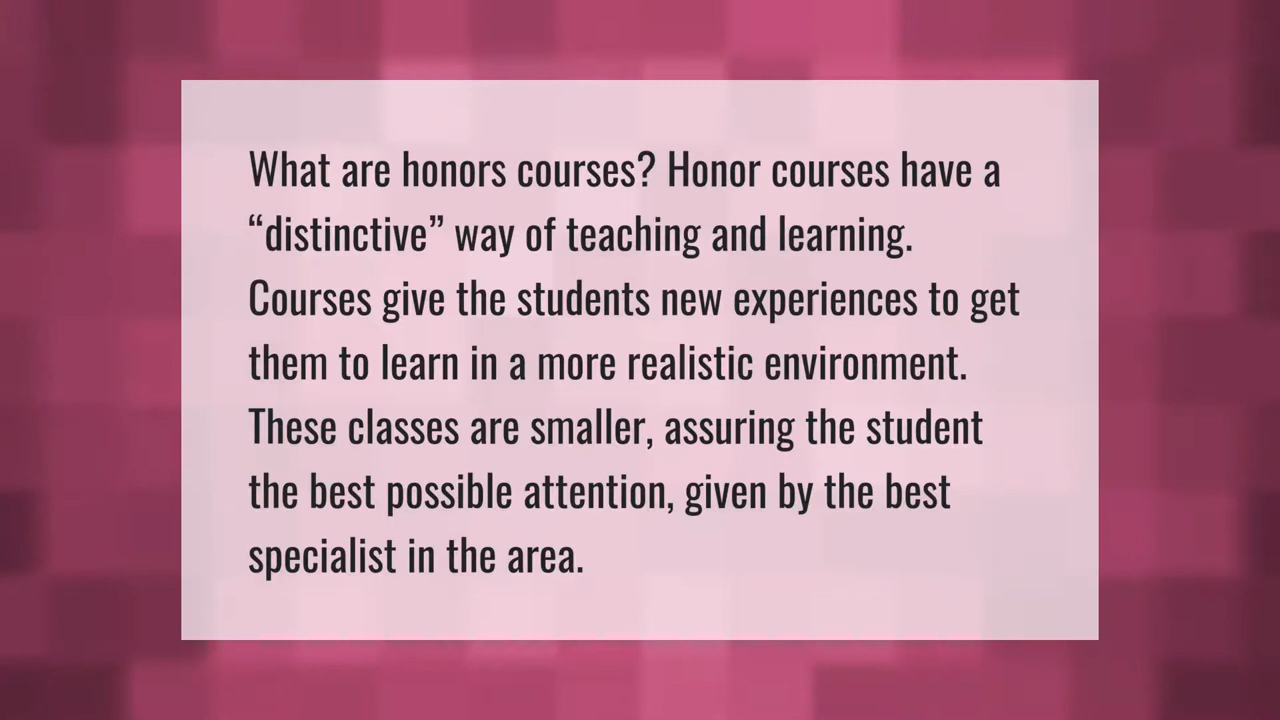 What are honors courses? Honor courses have a
“distinctive” way of teaching and learning.
Courses give the students new experiences to get
them to learn in a more realistic environment.
These classes are smaller, assuring the student
the best possible attention, given by the best
specialist in the area.